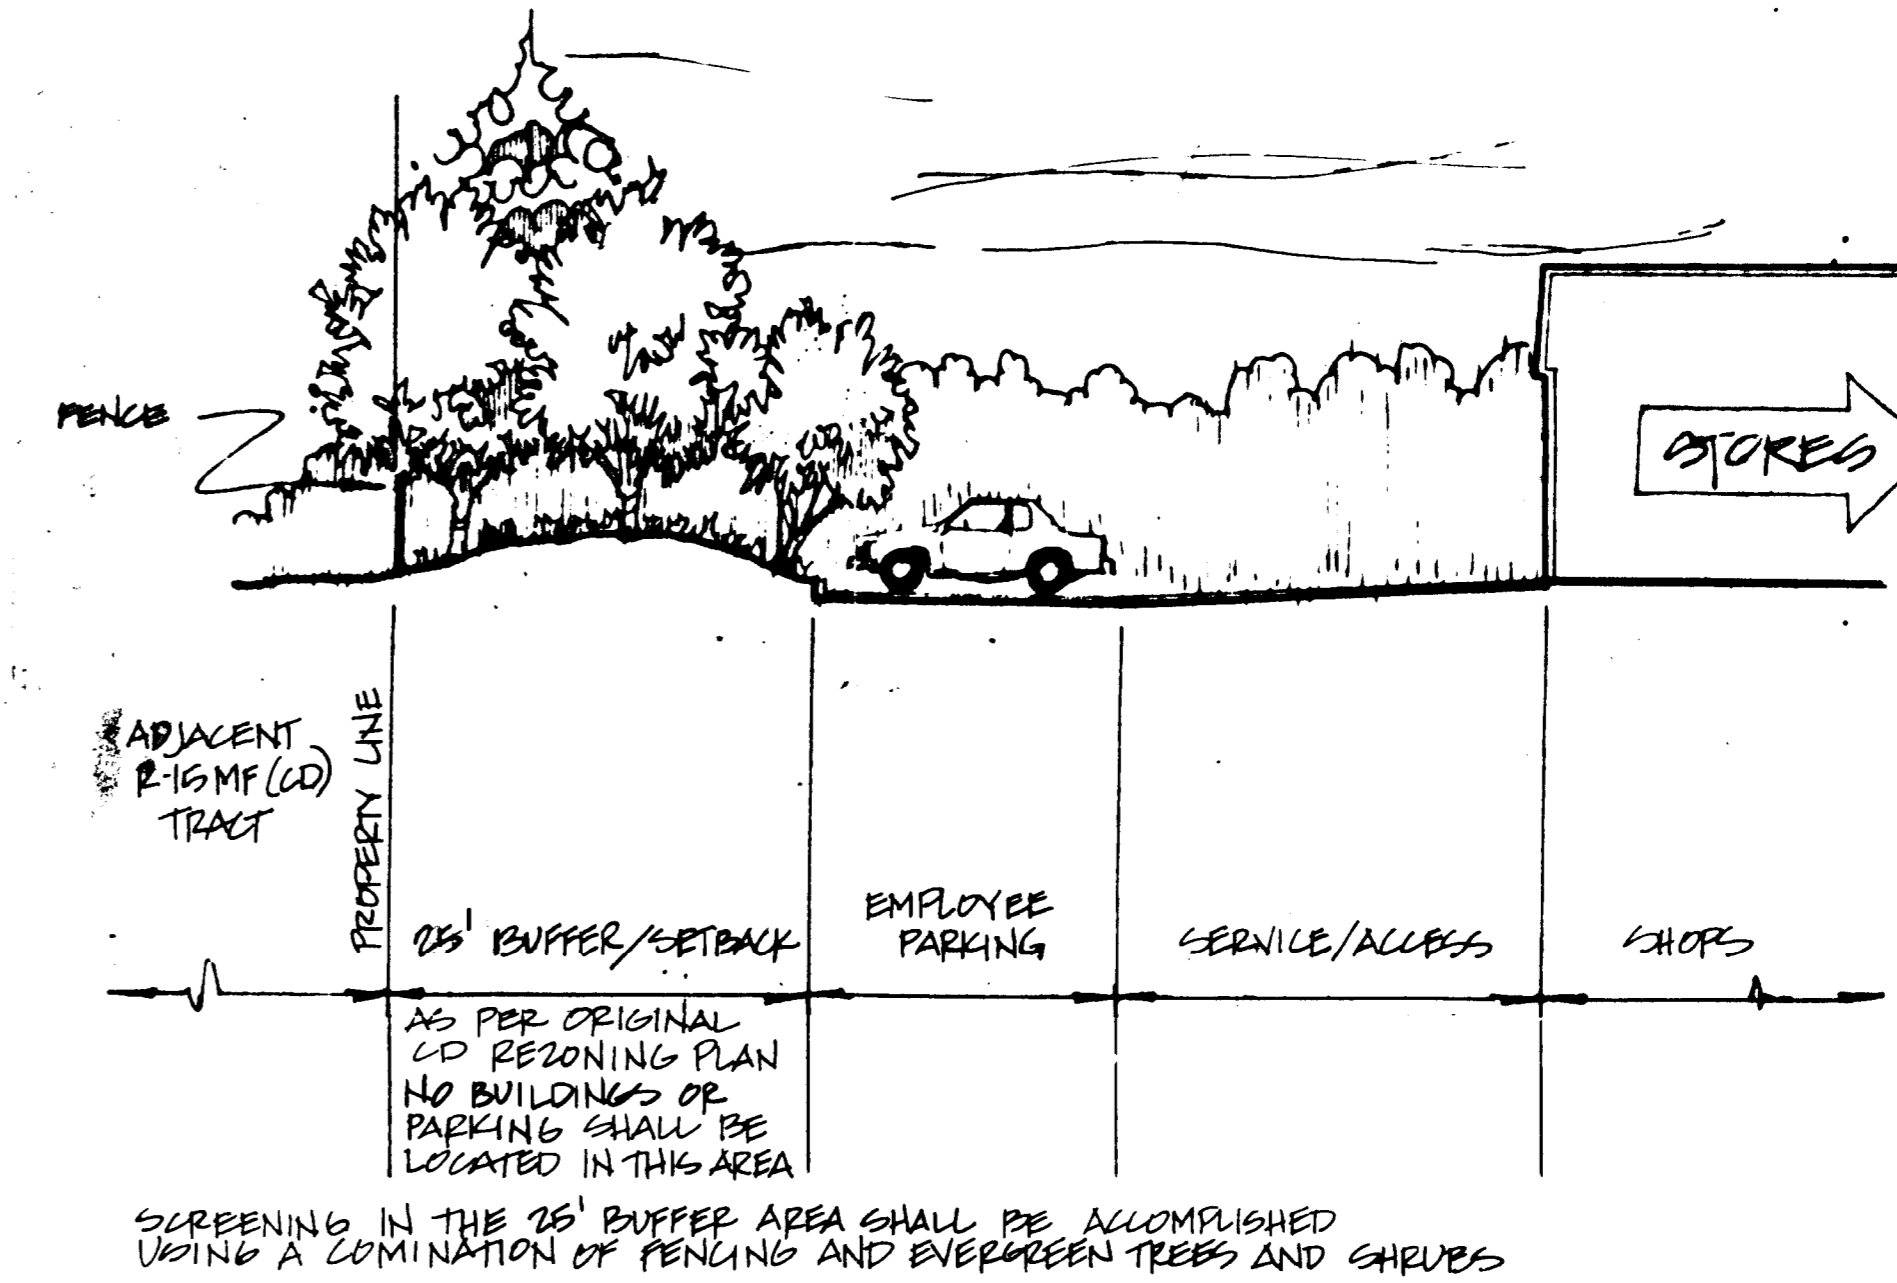 FENCE
STORES
ADJACENT
R-15MF(CD)
TRACT
PROPERTY LINE
25' BUFFER/SETBACK
EMPLOYEE
PARKING
SERVICE/ACCESS
SHOPS
AS PER ORIGINAL
CD REZONING PLAN
NO BUILDINGS OR
PARKING SHALL BE
LOCATED IN THIS AREA
SCREENING IN THE 25' BUFFER AREA SHALL BE ACCOMPLISHED
USING A COMINATION OF FENCING AND EVERGREEN TREES AND SHRUBS